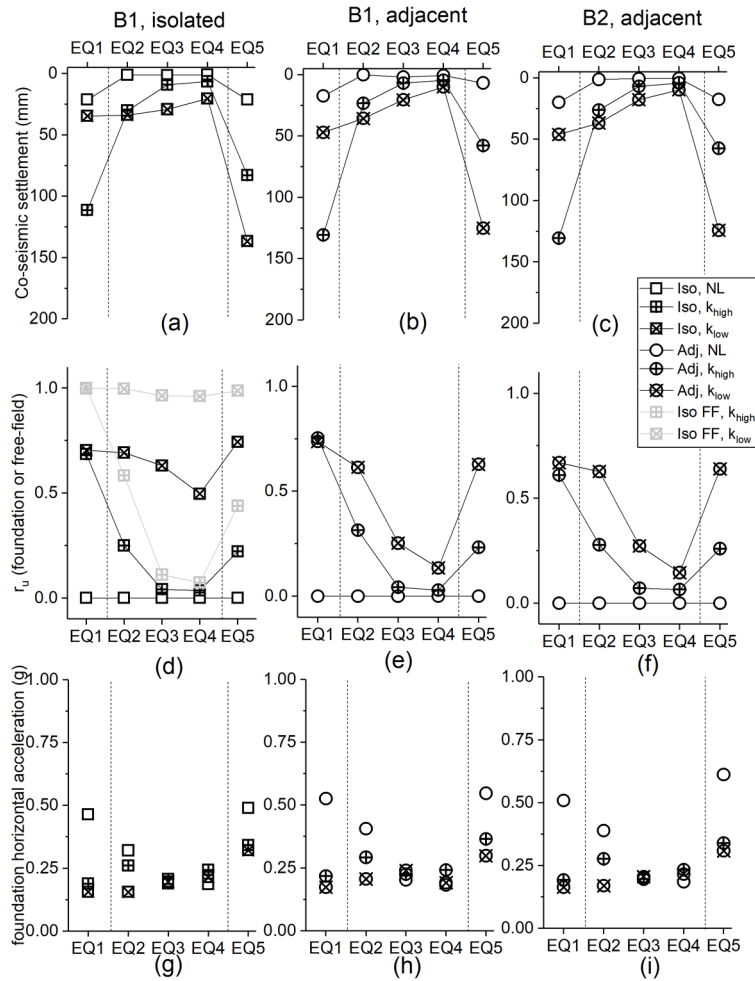 B1, isolated
B1, adjacent
B2, adjacent
EQ1 EQ2 EQ3 EQ4 EQ5
EQ1 EQ2 EQ3 EQ4 EQ5
EQ1 EQ2 EQ3 EQ4 EQ5
Co-seismic settlement (mm)
0
50
100
150
200
(a)
0
50
100
150
200
(b)
0
50
100
150
200
(c)
Iso, NL
Iso, k_high
Iso, k_low
Adj, NL
Adj, k_high
Adj, k_low
Iso FF, k_high
Iso FF, k_low
r_u (foundation or free-field)
1.0
0.5
0.0
EQ1 EQ2 EQ3 EQ4 EQ5
(d)
1.0
0.5
0.0
EQ1 EQ2 EQ3 EQ4 EQ5
(e)
1.0
0.5
0.0
EQ1 EQ2 EQ3 EQ4 EQ5
(f)
foundation horizontal acceleration (g)
1.00
0.75
0.50
0.25
0.00
EQ1 EQ2 EQ3 EQ4 EQ5
(g)
1.00
0.75
0.50
0.25
0.00
EQ1 EQ2 EQ3 EQ4 EQ5
(h)
1.00
0.75
0.50
0.25
0.00
EQ1 EQ2 EQ3 EQ4 EQ5
(i)